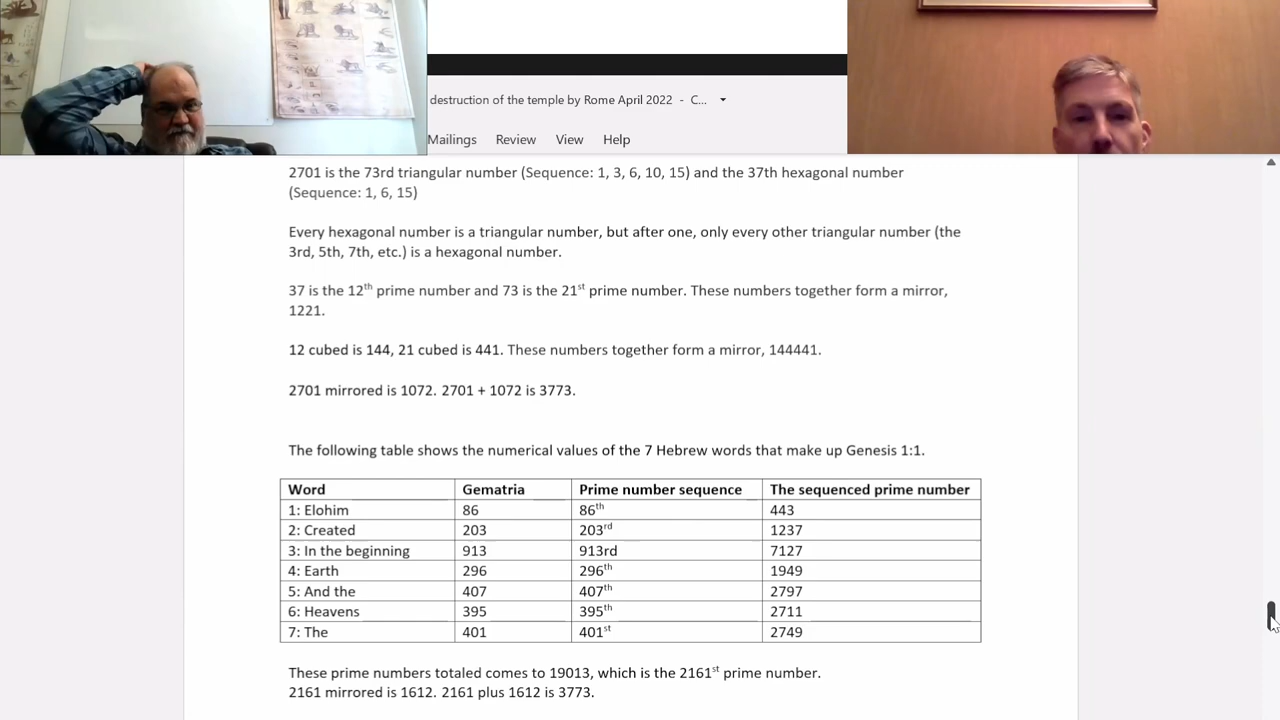 destruction of the temple by Rome April 2022 - C...
Mailings Review View Help
2701 is the 73rd triangular number (Sequence: 1, 3, 6, 10, 15) and the 37th hexagonal number
(Sequence: 1, 6, 15)
Every hexagonal number is a triangular number, but after one, only every other triangular number (the
3rd, 5th, 7th, etc.) is a hexagonal number.
37 is the 12th prime number and 73 is the 21st prime number. These numbers together form a mirror,
1221.
12 cubed is 144, 21 cubed is 441. These numbers together form a mirror, 144441.
2701 mirrored is 1072. 2701 + 1072 is 3773.
The following table shows the numerical values of the 7 Hebrew words that make up Genesis 1:1.
Word Gematria Prime number sequence The sequenced prime number
1: Elohim 86 86th 443
2: Created 203 203rd 1237
3: In the beginning 913 913rd 7127
4: Earth 296 296th 1949
5: And the 407 407th 2797
6: Heavens 395 395th 2711
7: The 401 401st 2749
These prime numbers totaled comes to 19013, which is the 2161st prime number.
2161 mirrored is 1612. 2161 plus 1612 is 3773.